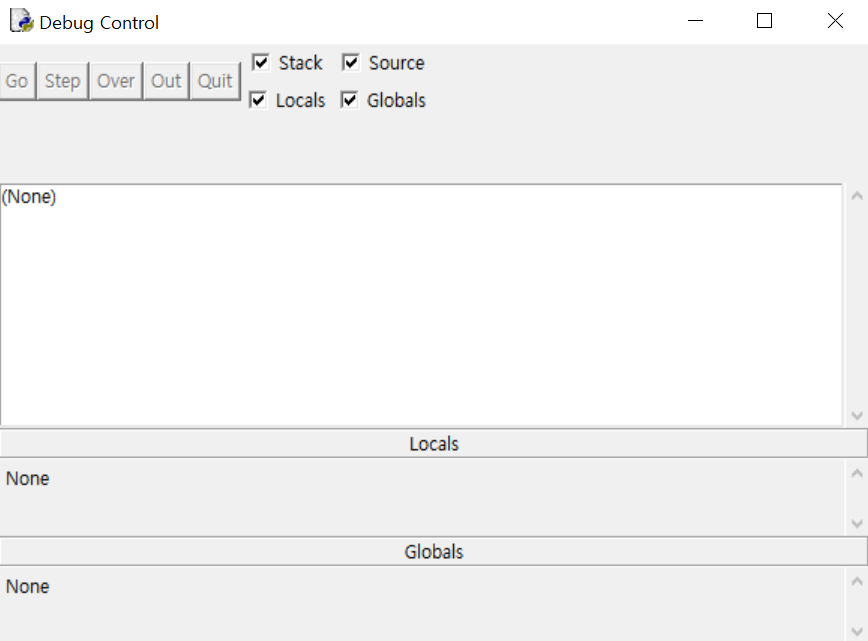 Debug Control
Go Step Over Out Quit
Stack Source
Locals Globals
(None)
Locals
None
Globals
None